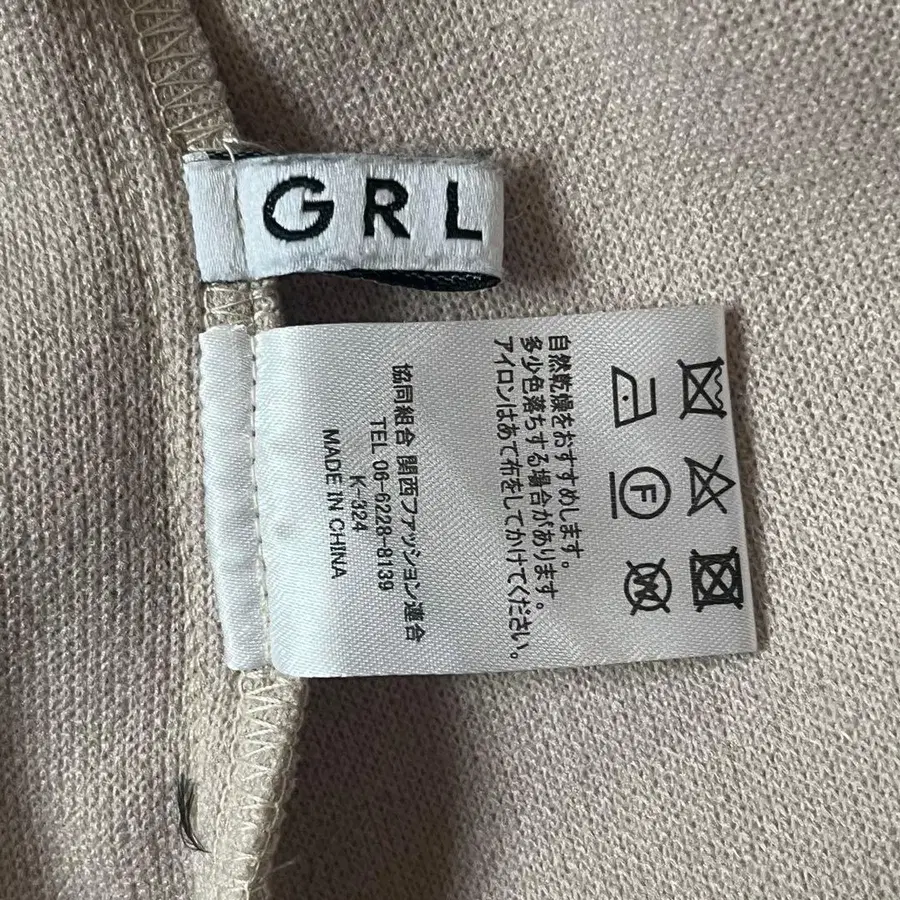 GRL
F
W
自然乾燥をおすすめします。
多少色落ちする場合があります。
アイロンはあて布をしてかけてください。
協同組合 関西ファッション連合
TEL 06-6228-8139
K-324
MADE IN CHINA